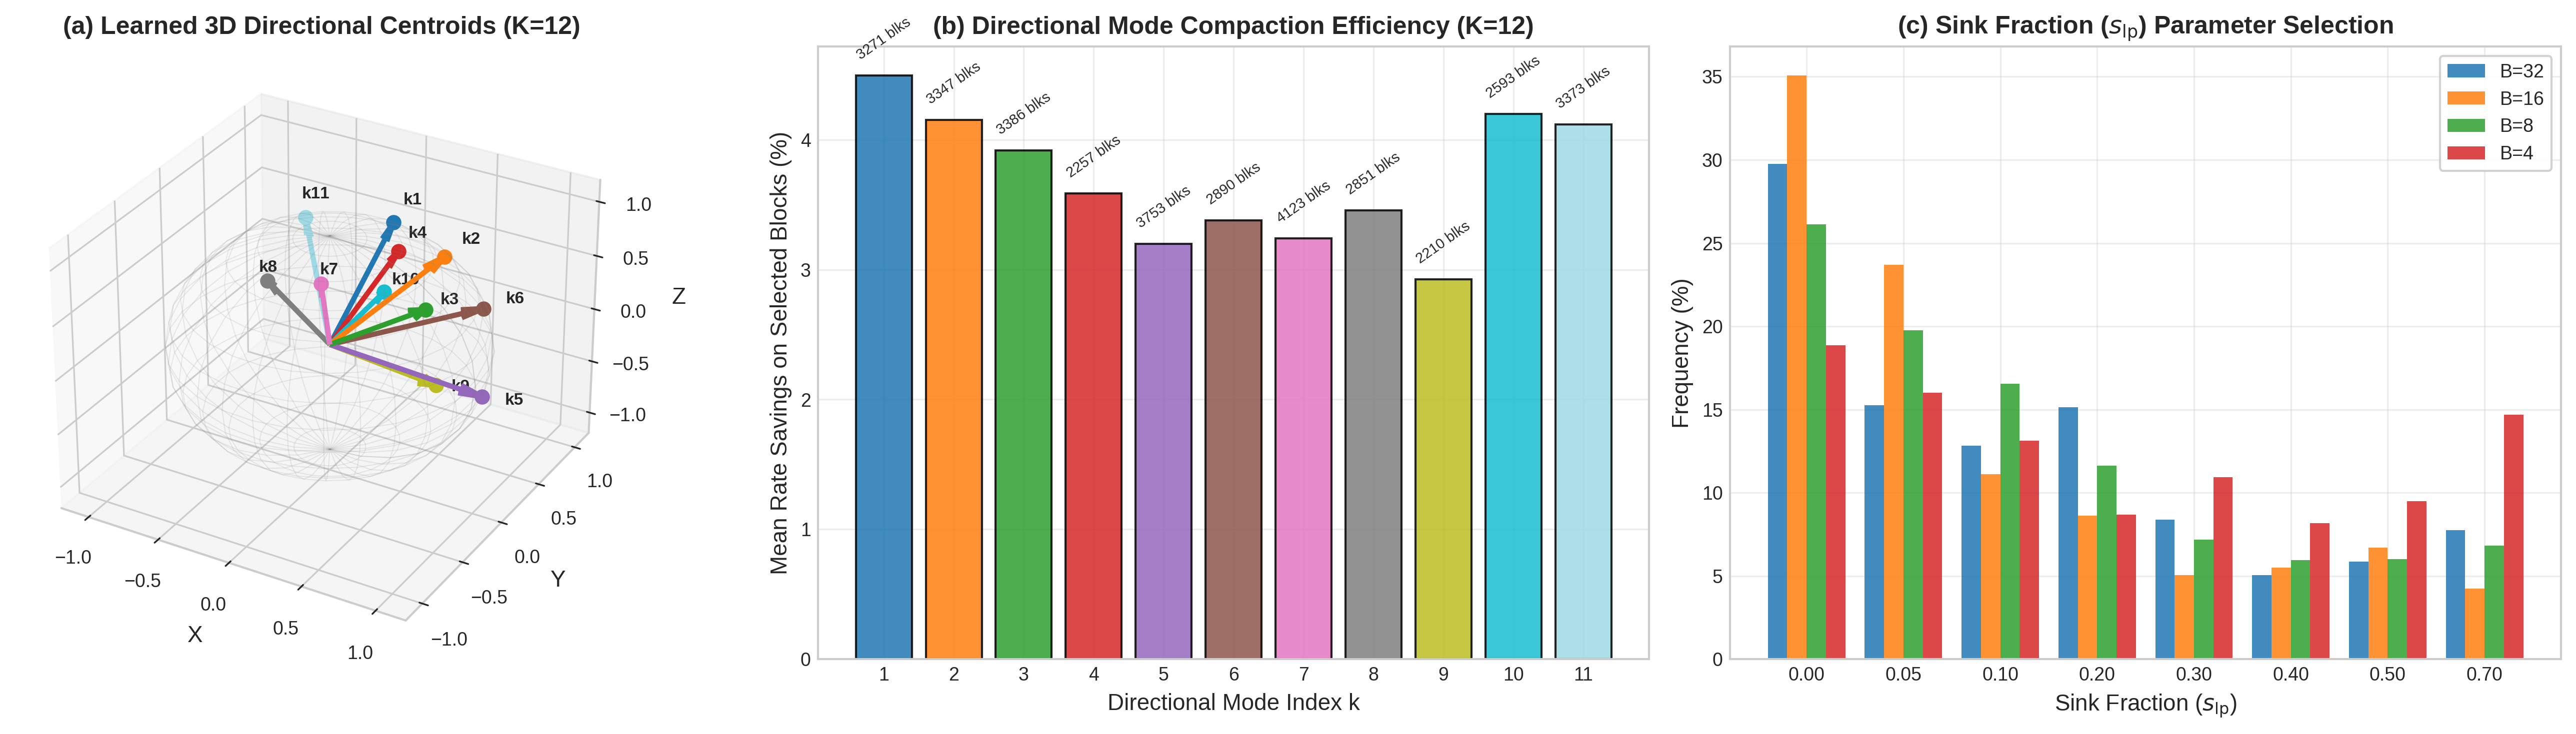 (a) Learned 3D Directional Centroids (K=12)
k11
k1
k4
k2
k8
k7
k10
k3
k6
k9
k5
1.0
0.5
0.0
−0.5
−1.0
Z
1.0
0.5
0.0
−0.5
−1.0
Y
−1.0
−0.5
0.0
0.5
1.0
X
(b) Directional Mode Compaction Efficiency (K=12)
Mean Rate Savings on Selected Blocks (%)
4
3
2
1
0
3271 blks
3347 blks
3386 blks
2257 blks
3753 blks
2890 blks
4123 blks
2851 blks
2210 blks
2593 blks
3373 blks
1 2 3 4 5 6 7 8 9 10 11
Directional Mode Index k
(c) Sink Fraction (s_lp) Parameter Selection
Frequency (%)
35
30
25
20
15
10
5
0
B=32
B=16
B=8
B=4
0.00 0.05 0.10 0.20 0.30 0.40 0.50 0.70
Sink Fraction (s_lp)